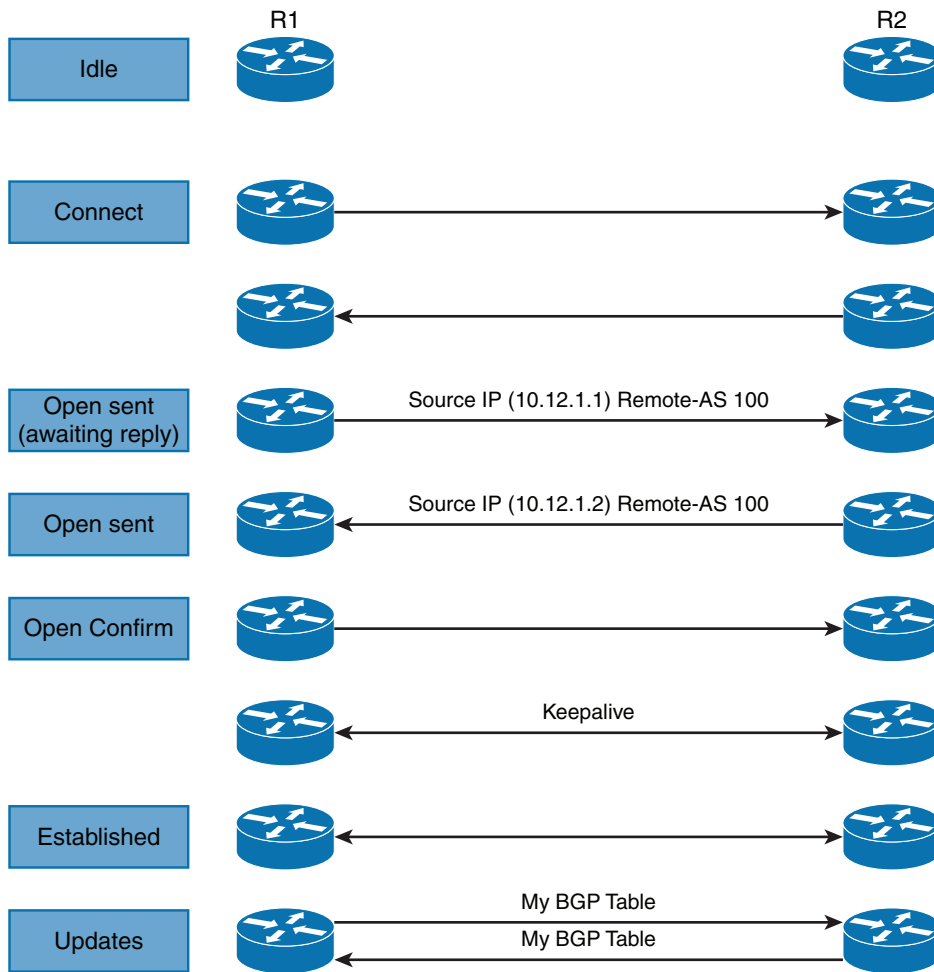 R1
R2
Idle
Connect
Open sent
(awaiting reply)
Source IP (10.12.1.1) Remote-AS 100
Open sent
Source IP (10.12.1.2) Remote-AS 100
Open Confirm
Keepalive
Established
Updates
My BGP Table
My BGP Table